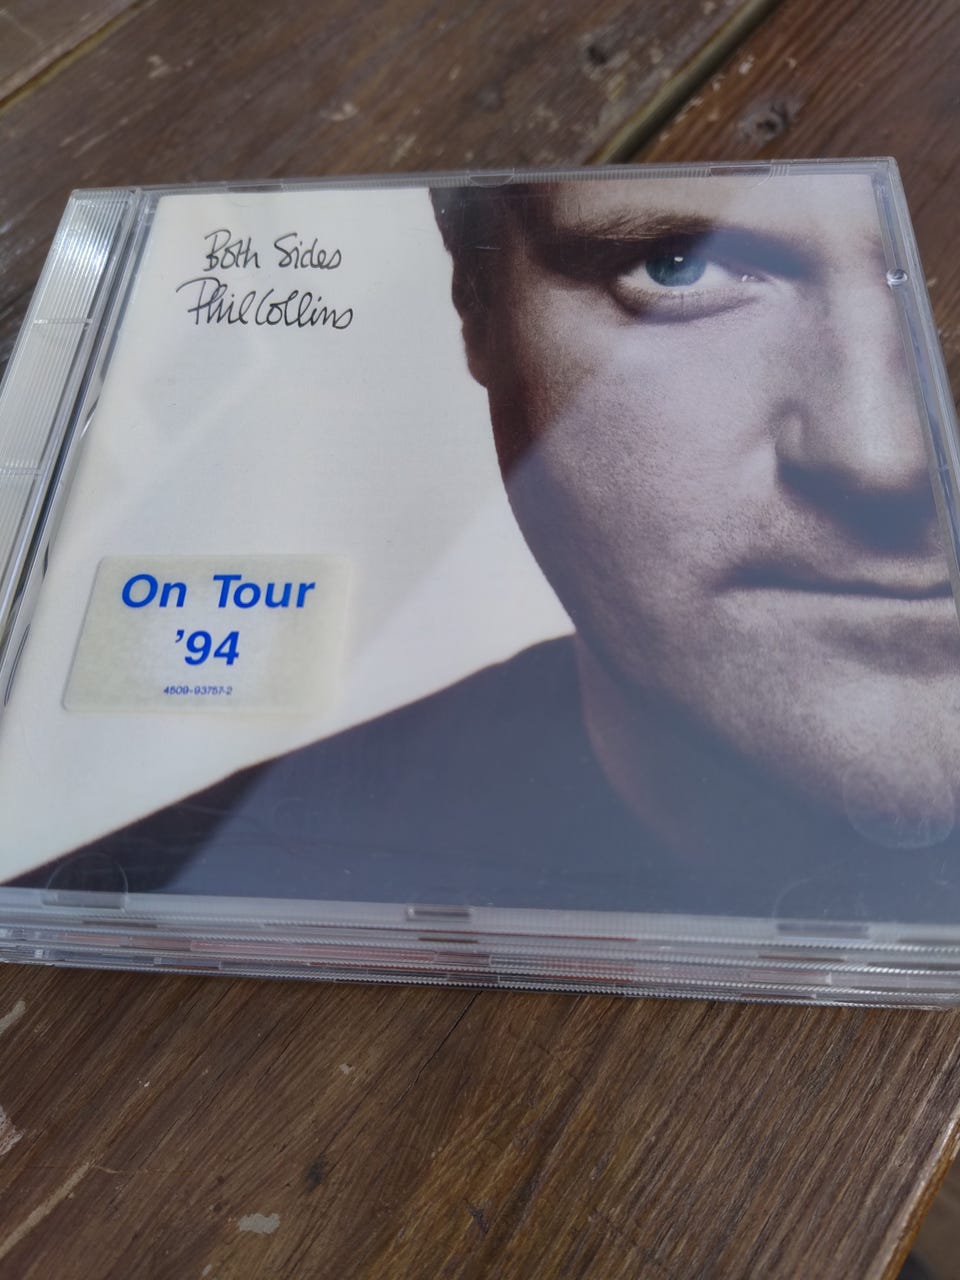 Both Sides
Phil Collins
On Tour
’94
4509-93757-2